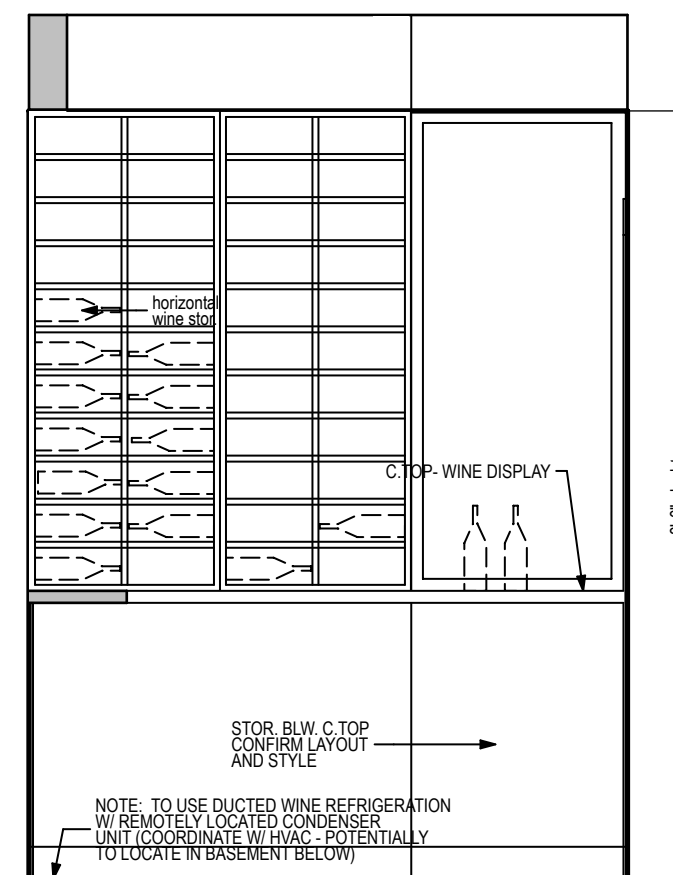 horizontal
wine stor.
C.TOP- WINE DISPLAY
STOR. BLW. C.TOP
CONFIRM LAYOUT
AND STYLE
NOTE: TO USE DUCTED WINE REFRIGERATION
W/ REMOTELY LOCATED CONDENSER
UNIT (COORDINATE W/ HVAC - POTENTIALLY
TO LOCATE IN BASEMENT BELOW)